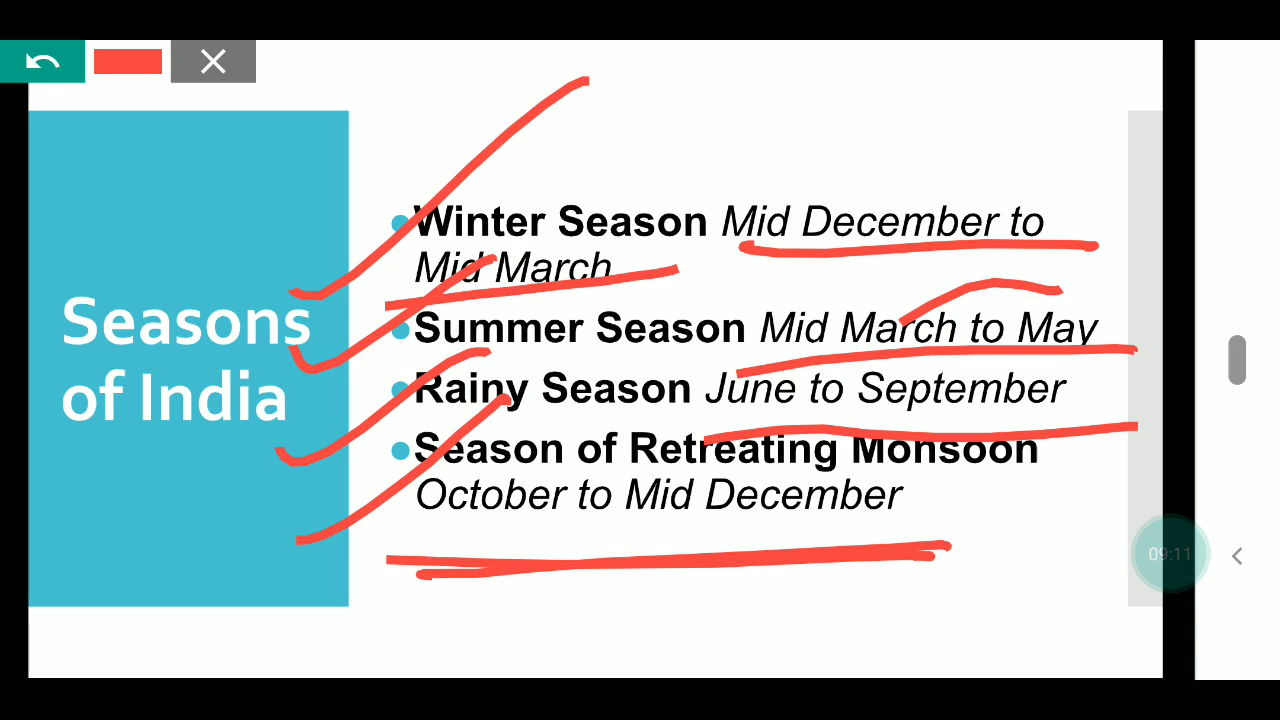 Seasons
of India
•Winter Season Mid December to
Mid March
•Summer Season Mid March to May
•Rainy Season June to September
•Season of Retreating Monsoon
October to Mid December
09:11